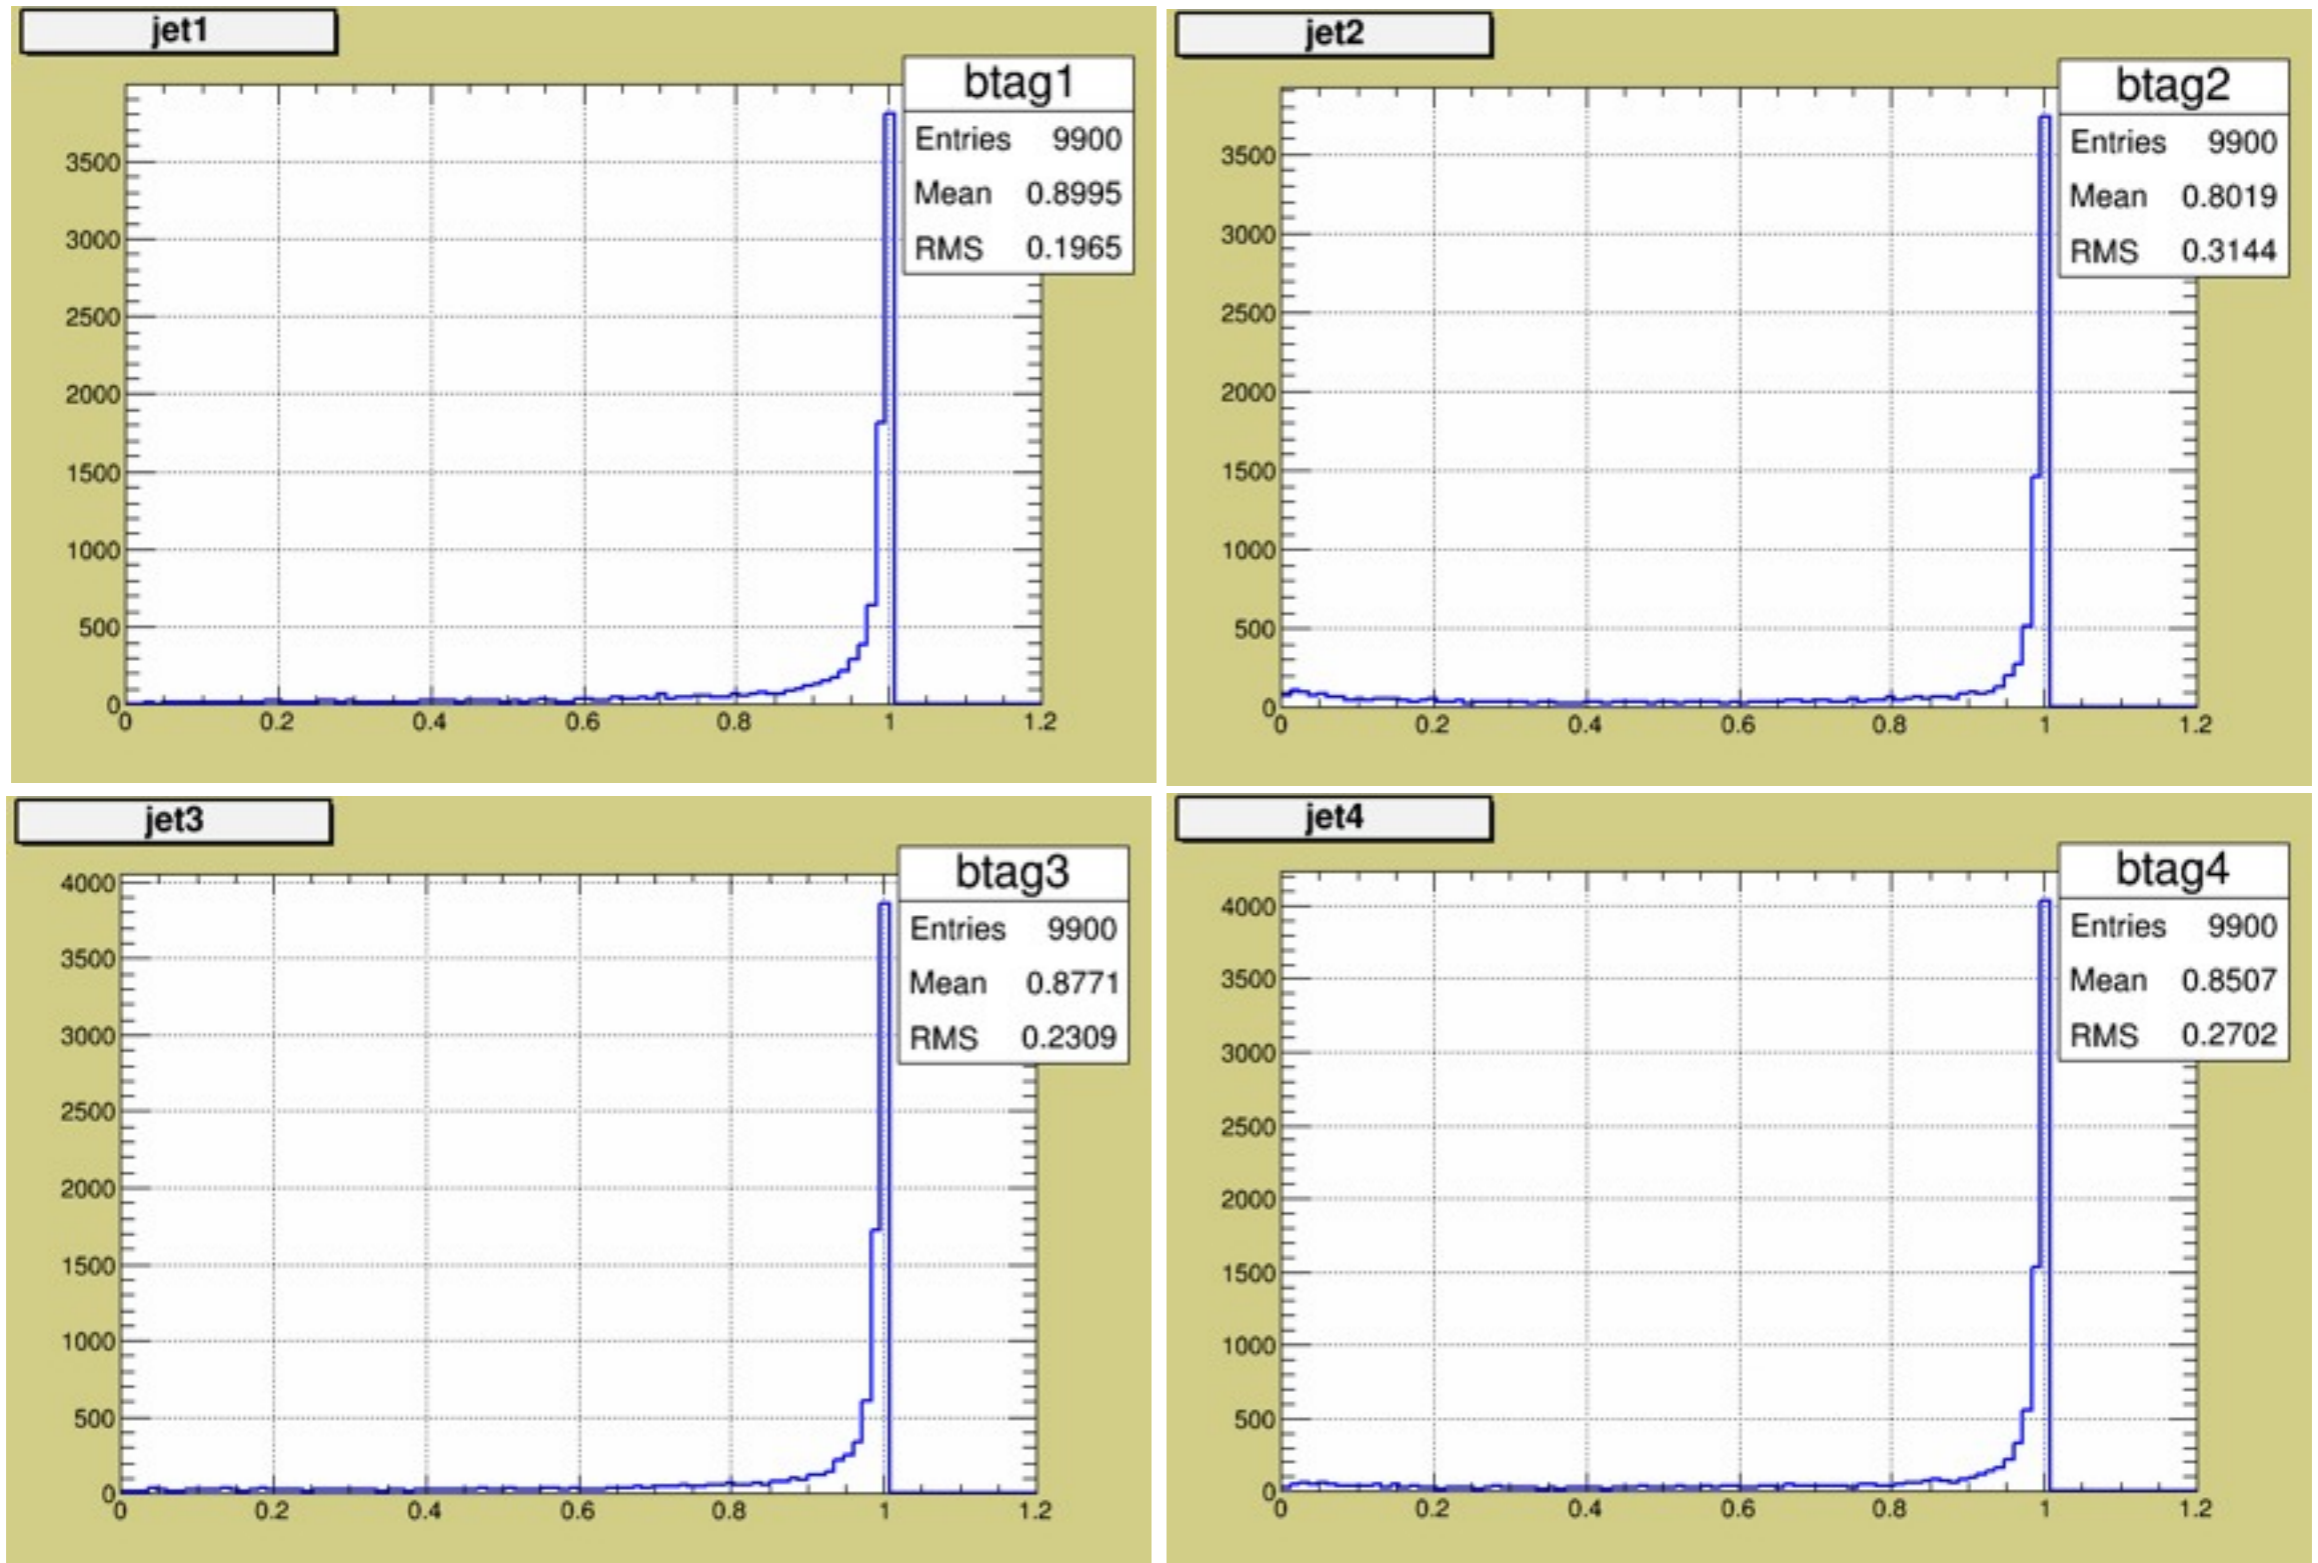 jet1
btag1
Entries 9900
Mean 0.8995
RMS 0.1965
3500
3000
2500
2000
1500
1000
500
0
0 0.2 0.4 0.6 0.8 1 1.2
jet2
btag2
Entries 9900
Mean 0.8019
RMS 0.3144
3500
3000
2500
2000
1500
1000
500
0
0 0.2 0.4 0.6 0.8 1 1.2
jet3
btag3
Entries 9900
Mean 0.8771
RMS 0.2309
4000
3500
3000
2500
2000
1500
1000
500
0
0 0.2 0.4 0.6 0.8 1 1.2
jet4
btag4
Entries 9900
Mean 0.8507
RMS 0.2702
4000
3500
3000
2500
2000
1500
1000
500
0
0 0.2 0.4 0.6 0.8 1 1.2